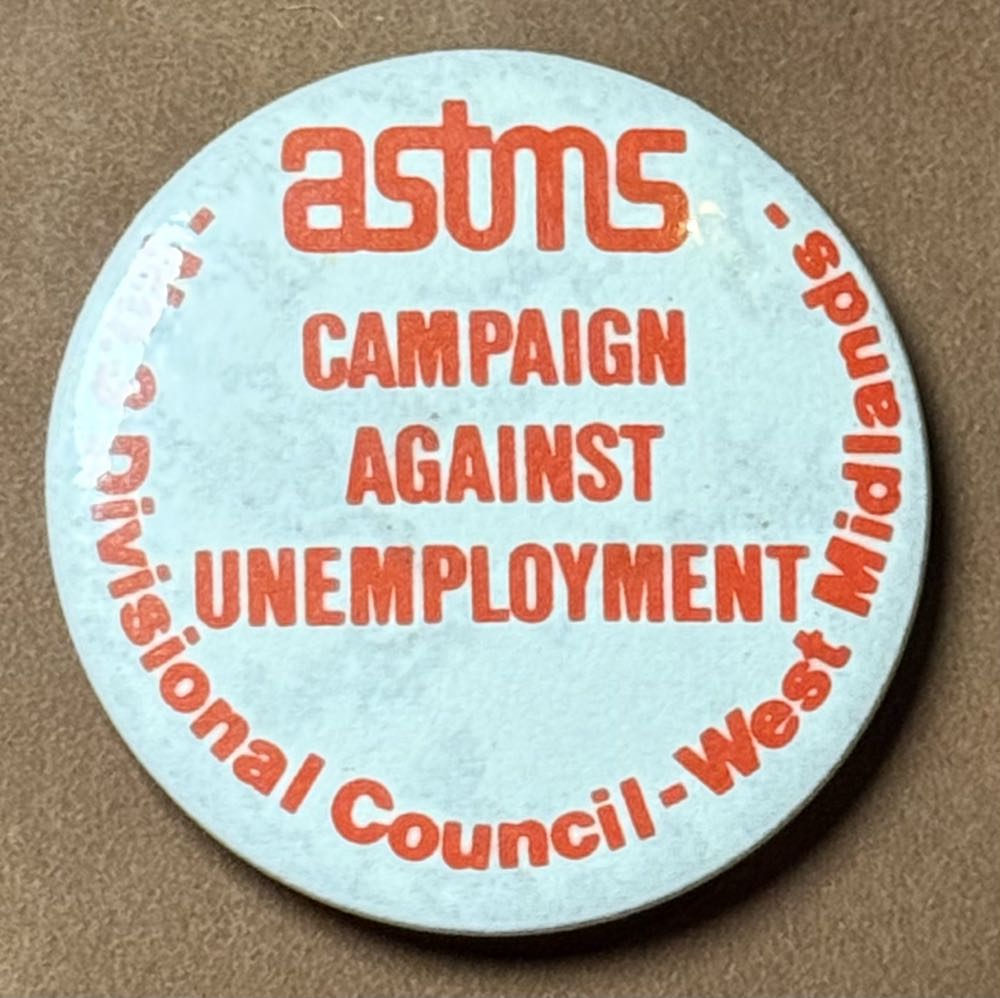 astms
CAMPAIGN
AGAINST
UNEMPLOYMENT
Divisional Council - West Midlands -